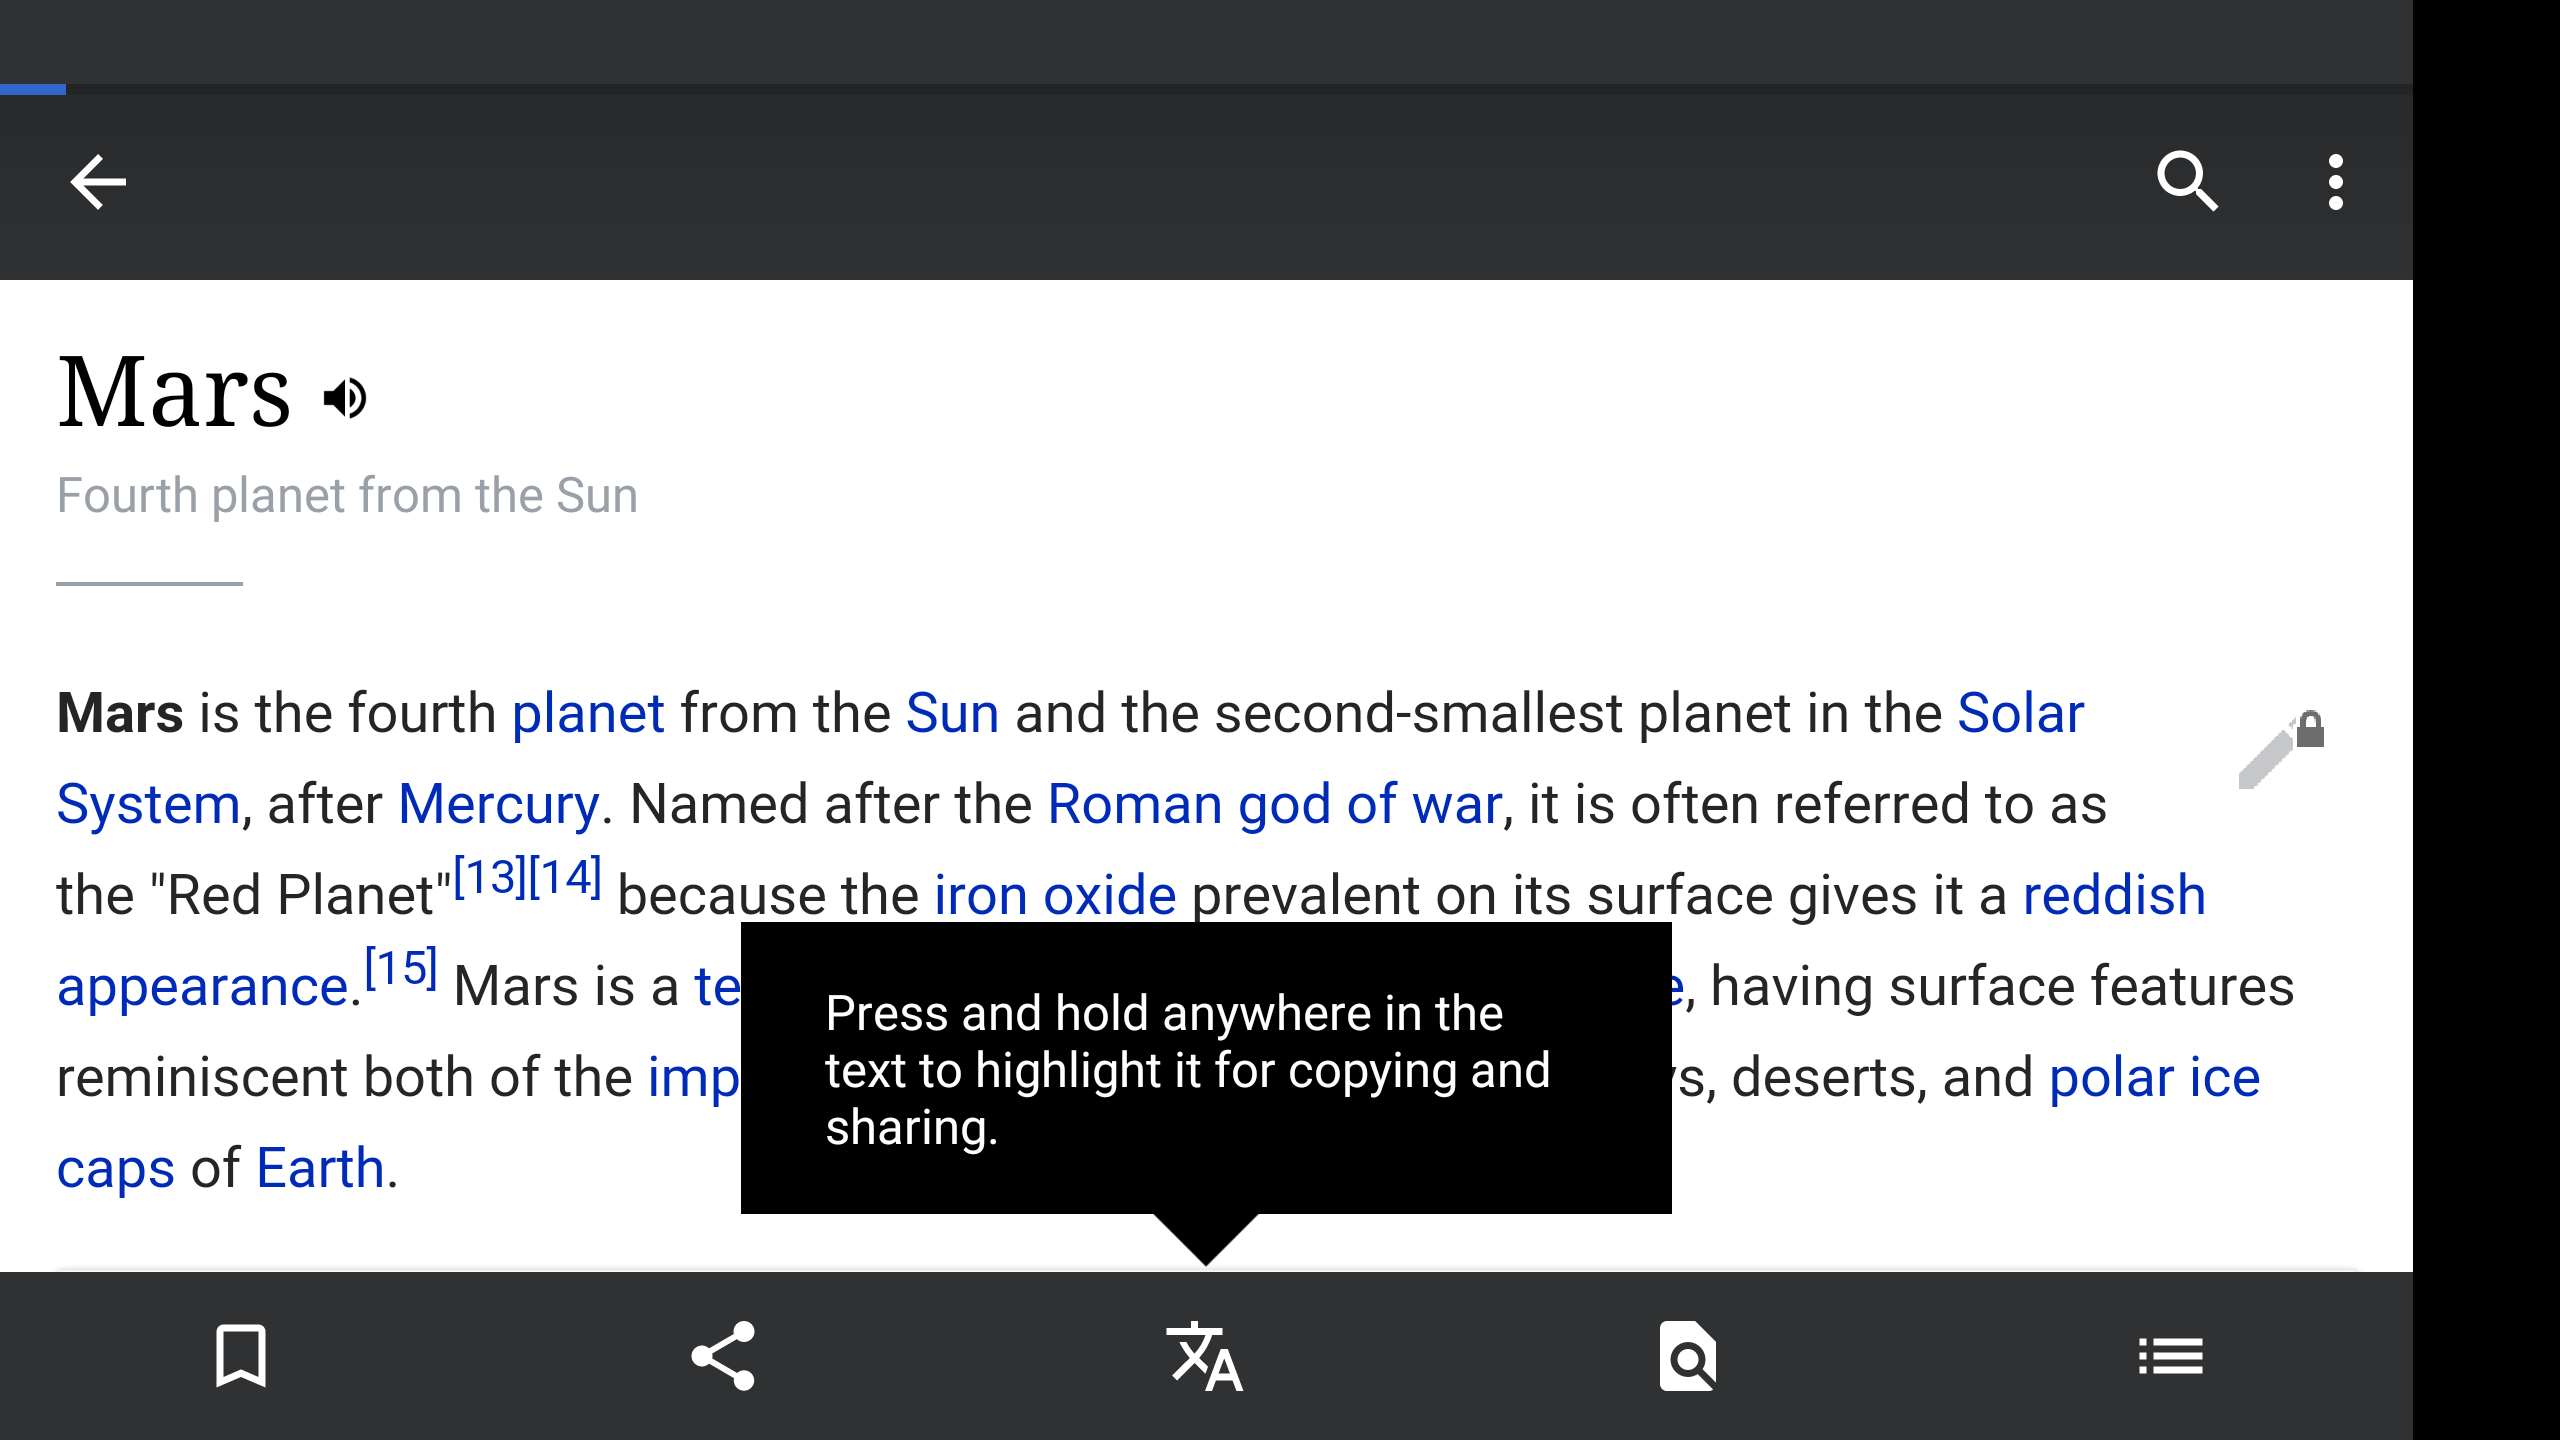 Mars
Fourth planet from the Sun
Mars is the fourth planet from the Sun and the second-smallest planet in the Solar
System, after Mercury. Named after the Roman god of war, it is often referred to as
the "Red Planet"[13][14] because the iron oxide prevalent on its surface gives it a reddish
appearance.[15] Mars is a , having surface features
reminiscent both of the deserts, and polar ice
caps of Earth.
Press and hold anywhere in the
text to highlight it for copying and
sharing.